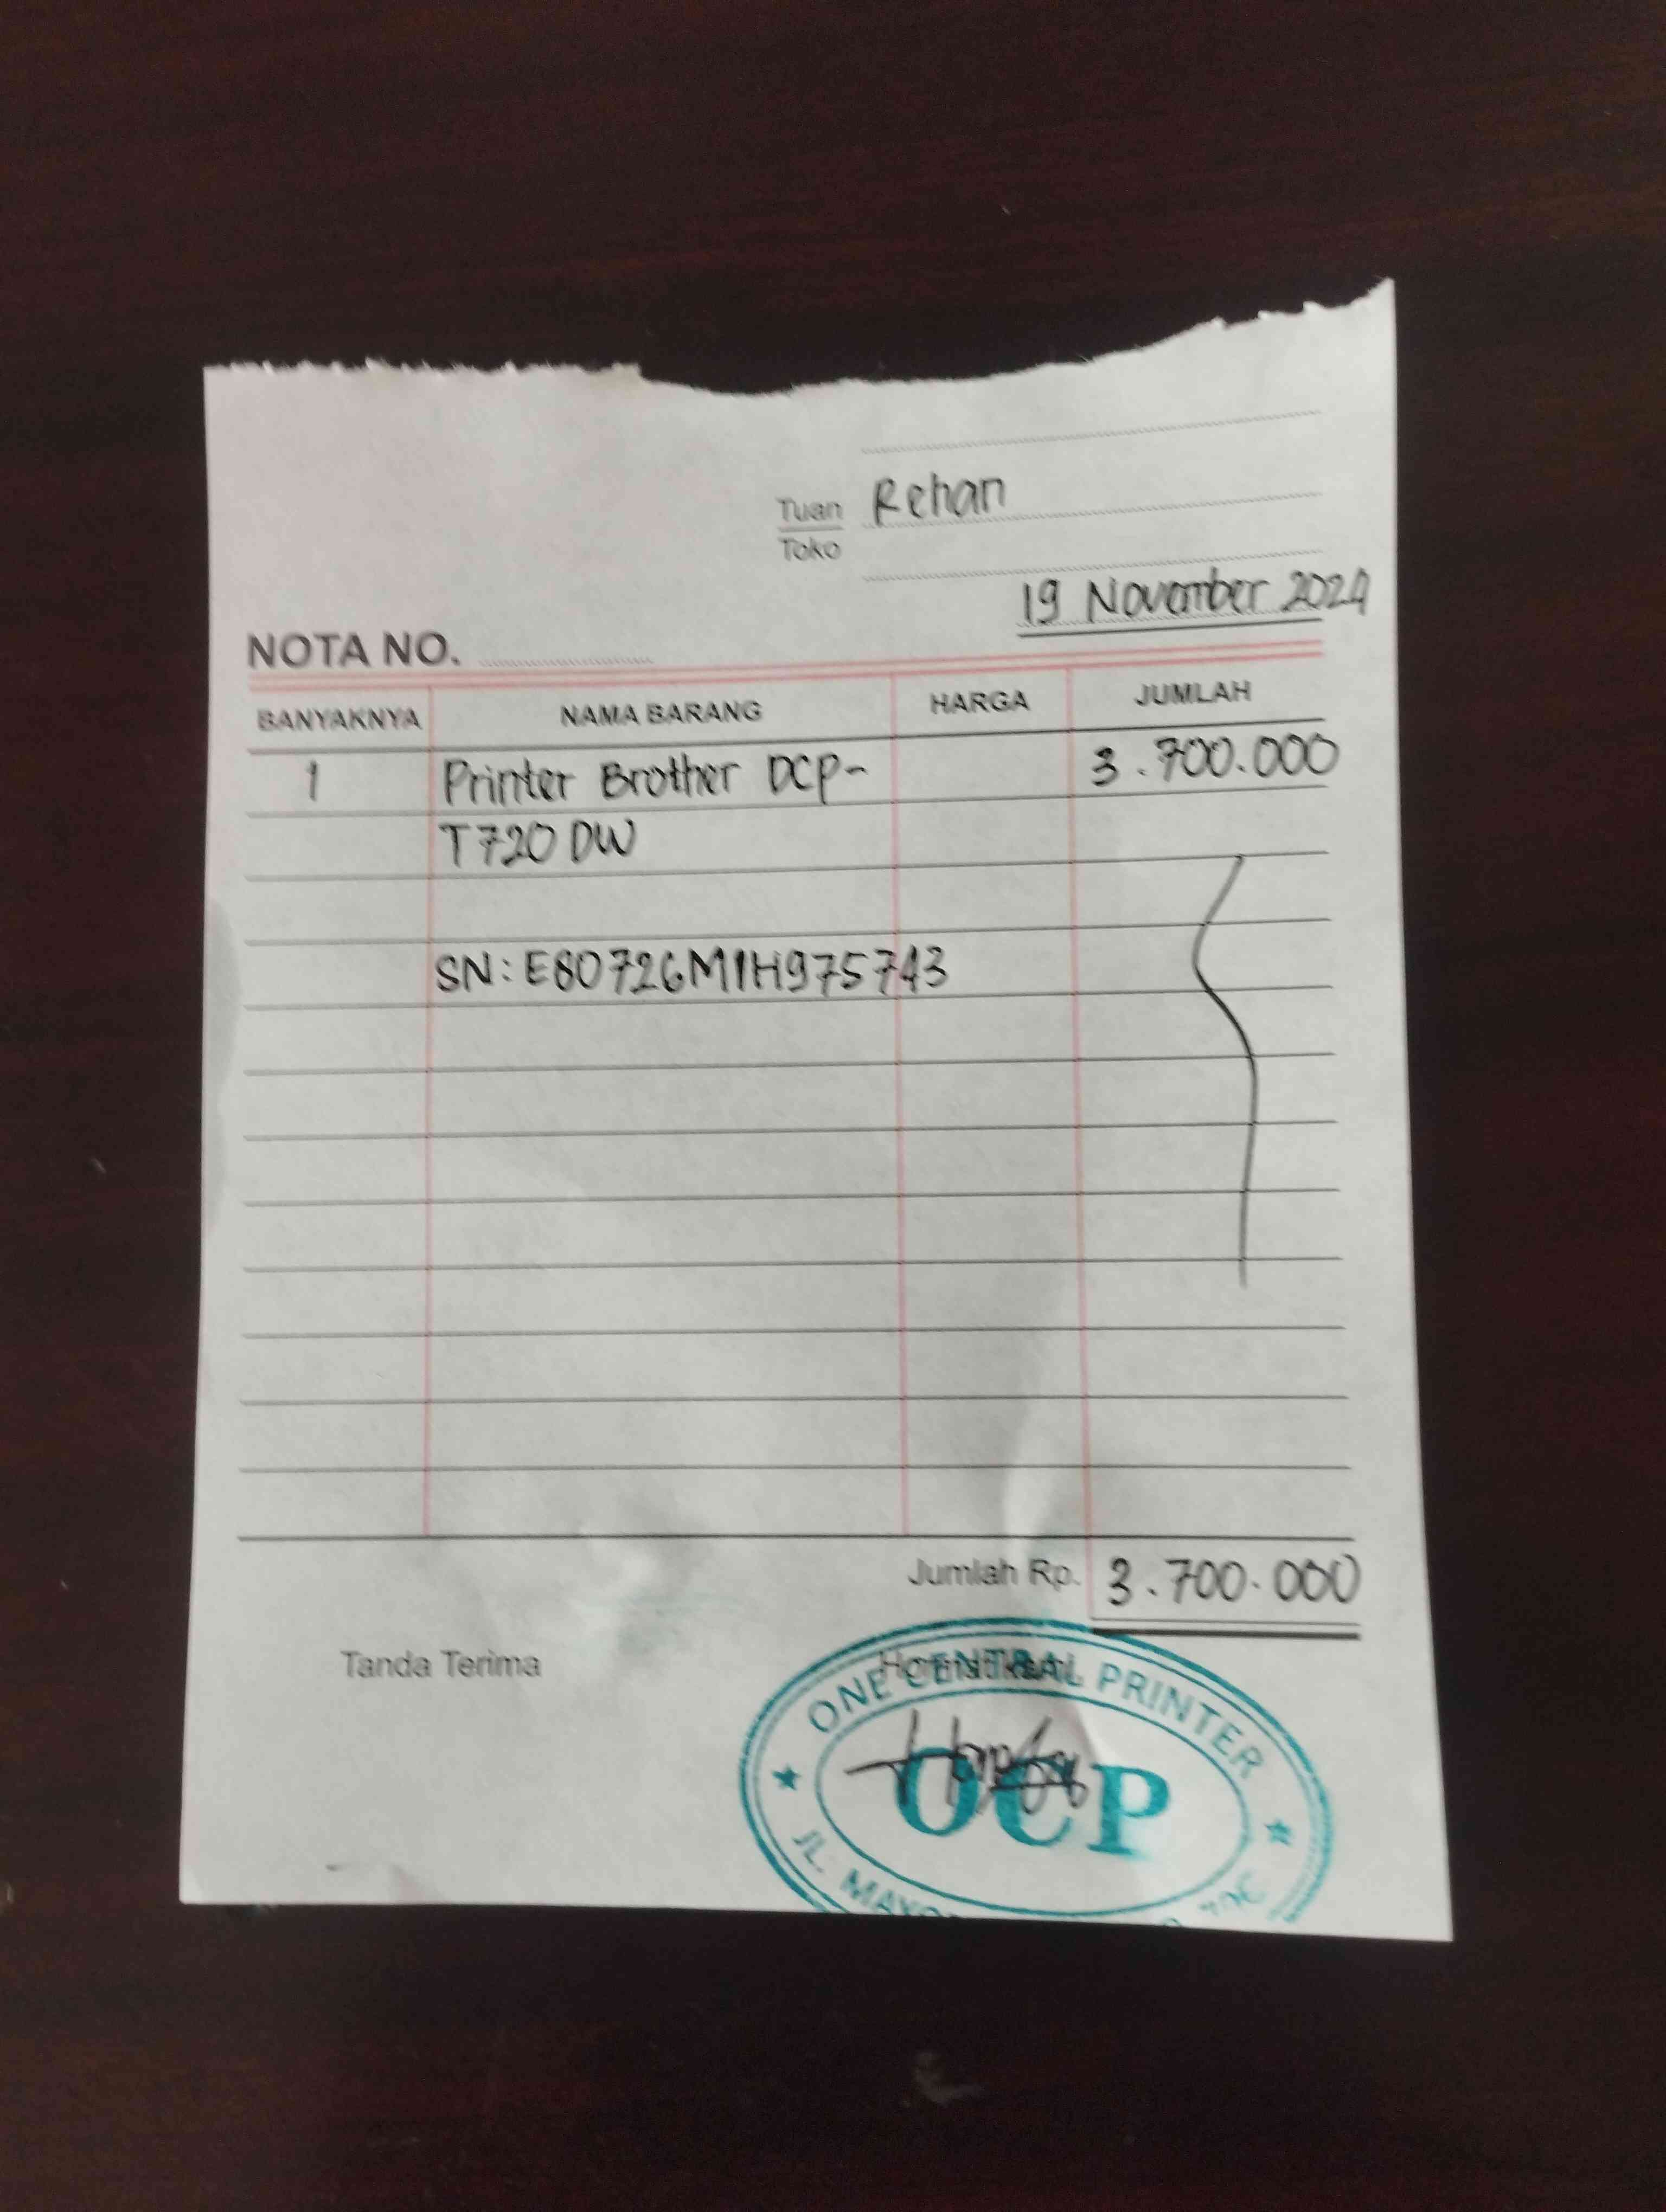 Tuan Rehan
Toko
19 November 2024
NOTA NO.
BANYAKNYA NAMA BARANG HARGA JUMLAH
1 Printer Brother DCP- 3.700.000
T720 DW
SN: E80726M1H975743
Jumlah Rp. 3.700.000
Tanda Terima Hormat Kami
ONE CENTRAL PRINTER
OCP
JL.